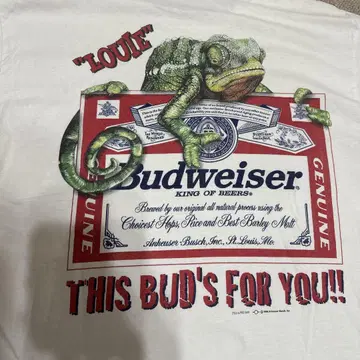 "LOUIE"
Budweiser
KING OF BEERS
Brewed by our original all natural process using the
Choicest Hops, Rice and Best Barley Malt
Anheuser-Busch, Inc., St. Louis, Mo.
GENUINE
GENUINE
THIS BUD'S FOR YOU!!